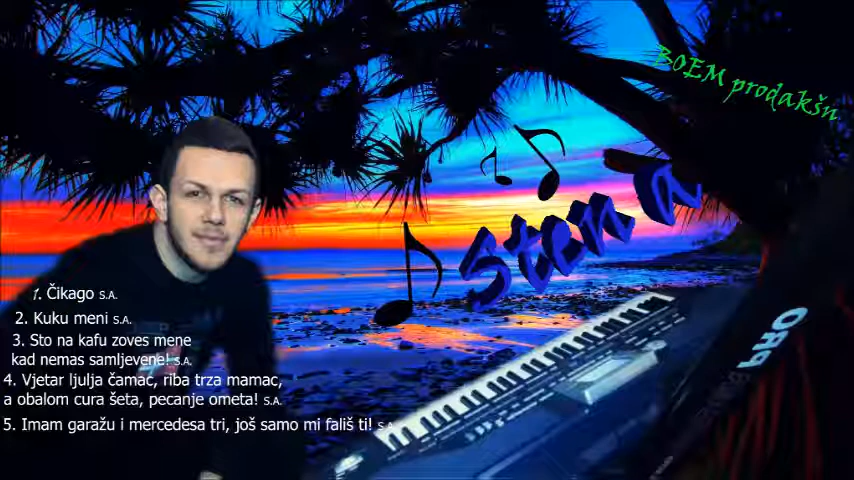 BOEM prodakšn
Sten a
1. Čikago S.A.
2. Kuku meni S.A.
3. Sto na kafu zoves mene
kad nemas samljevene! S.A.
4. Vjetar ljulja čamac, riba trza mamac,
a obalom cura šeta, pecanje ometa! S.A.
5. Imam garažu i mercedesa tri, još samo mi fališ ti! S.A.
PRO